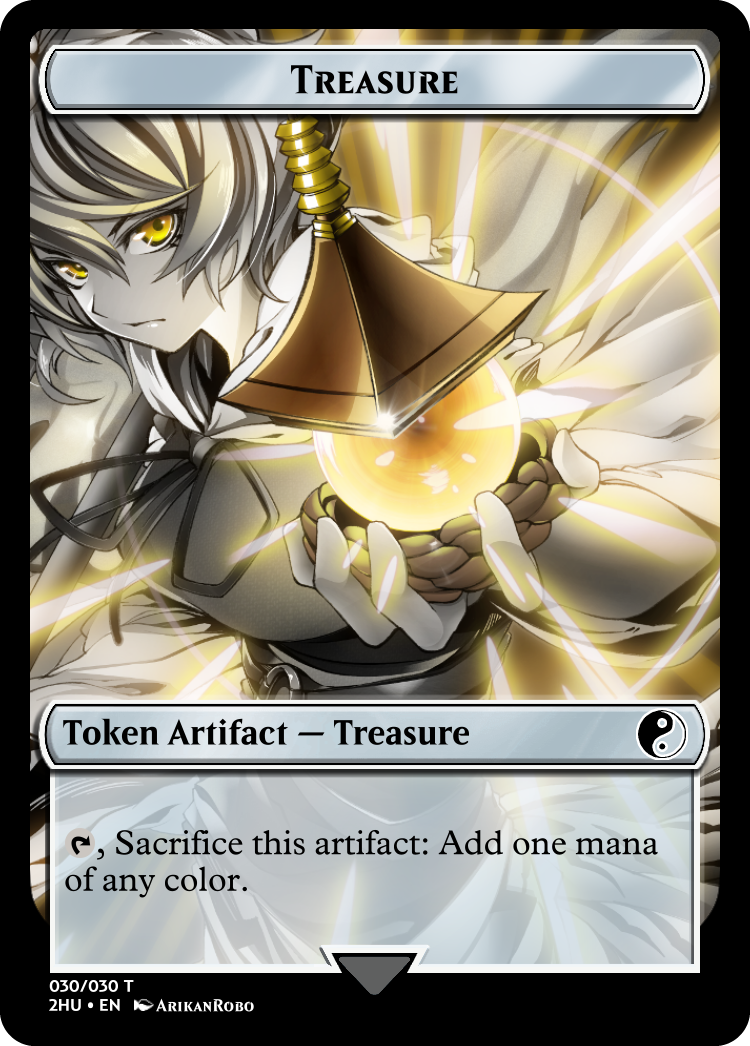 Treasure
Token Artifact — Treasure
, Sacrifice this artifact: Add one mana
of any color.
030/030 T
2HU • EN ArikanRobo